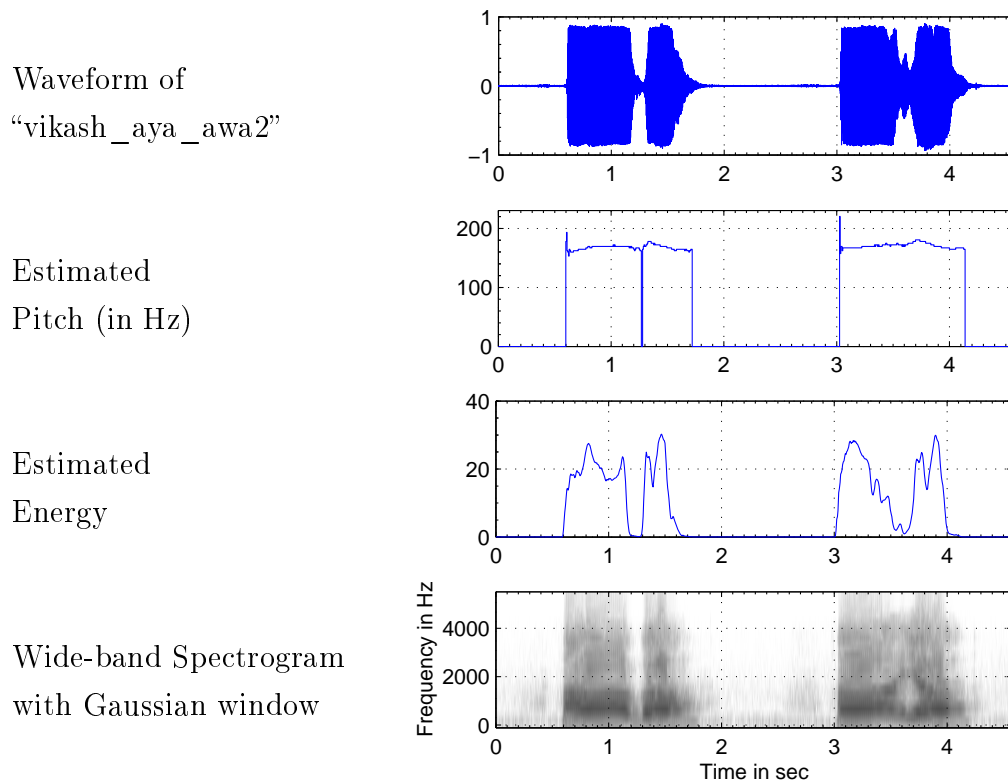 Waveform of
“vikash_aya_awa2”
1
0
−1
0 1 2 3 4
Estimated
Pitch (in Hz)
200
100
0
0 1 2 3 4
Estimated
Energy
40
20
0
0 1 2 3 4
Wide-band Spectrogram
with Gaussian window
Frequency in Hz
4000
2000
0
0 1 2 3 4
Time in sec